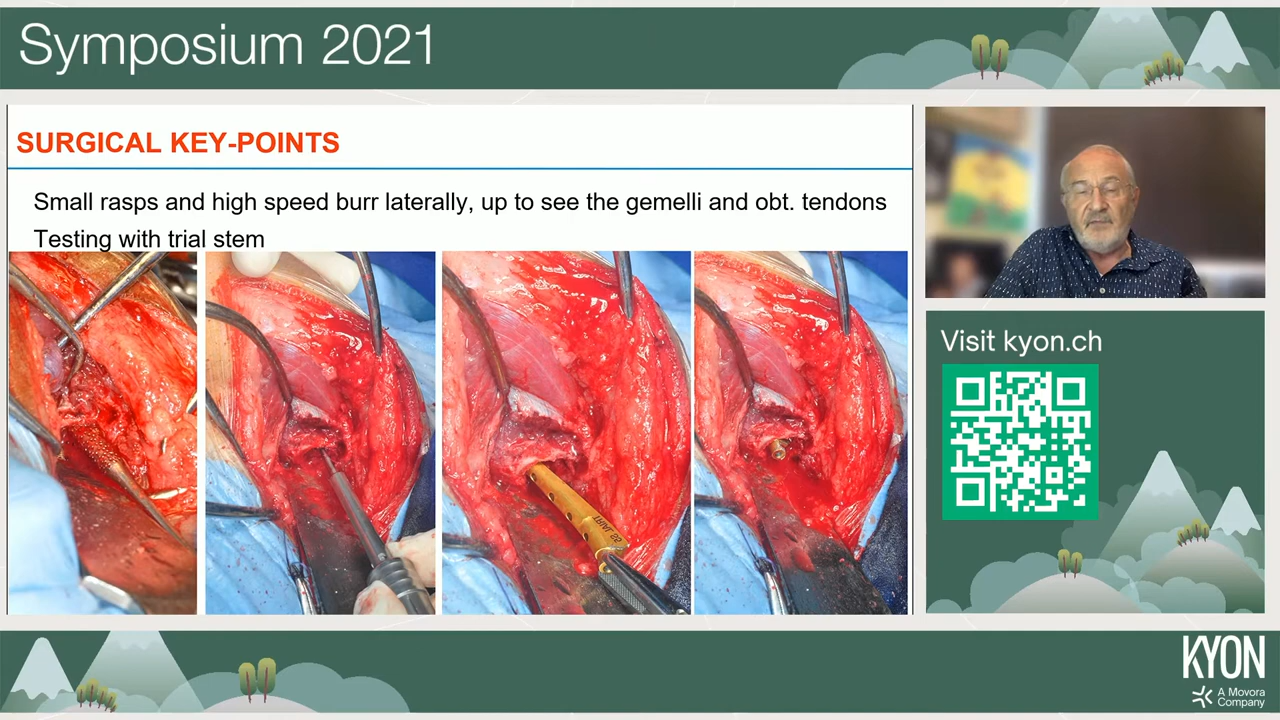 Symposium 2021
SURGICAL KEY-POINTS
Small rasps and high speed burr laterally, up to see the gemelli and obt. tendons
Testing with trial stem
Visit kyon.ch
KYON
A Movora
Company